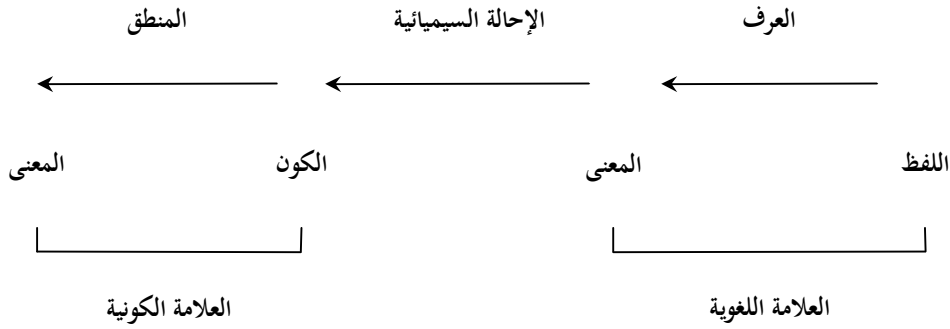 العرف الإحالة السيميائية المنطق
اللفظ المعنى الكون المعنى
العلامة اللغوية العلامة الكونية